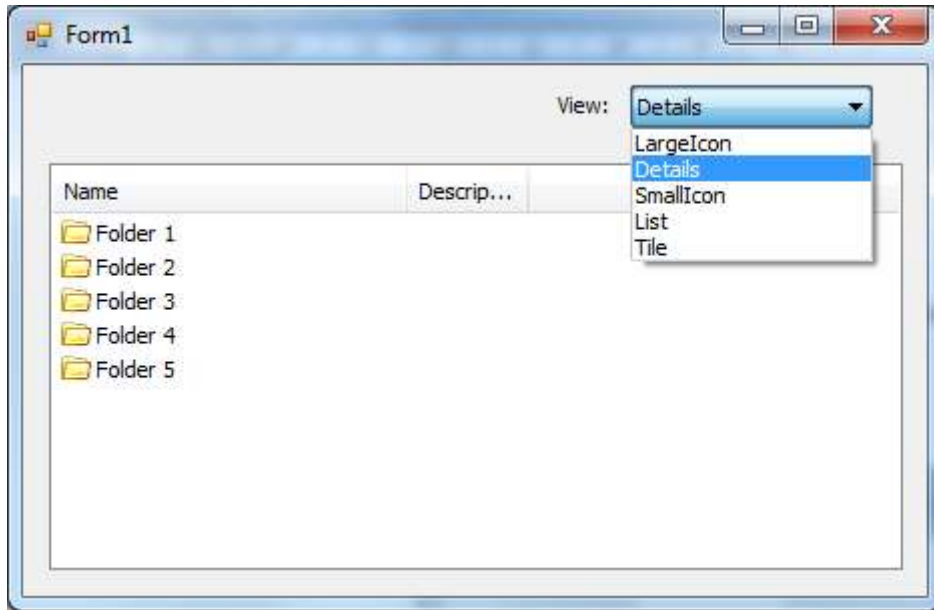 Form1
View: Details
LargeIcon
Details
SmallIcon
List
Tile
Name Descrip...
Folder 1
Folder 2
Folder 3
Folder 4
Folder 5